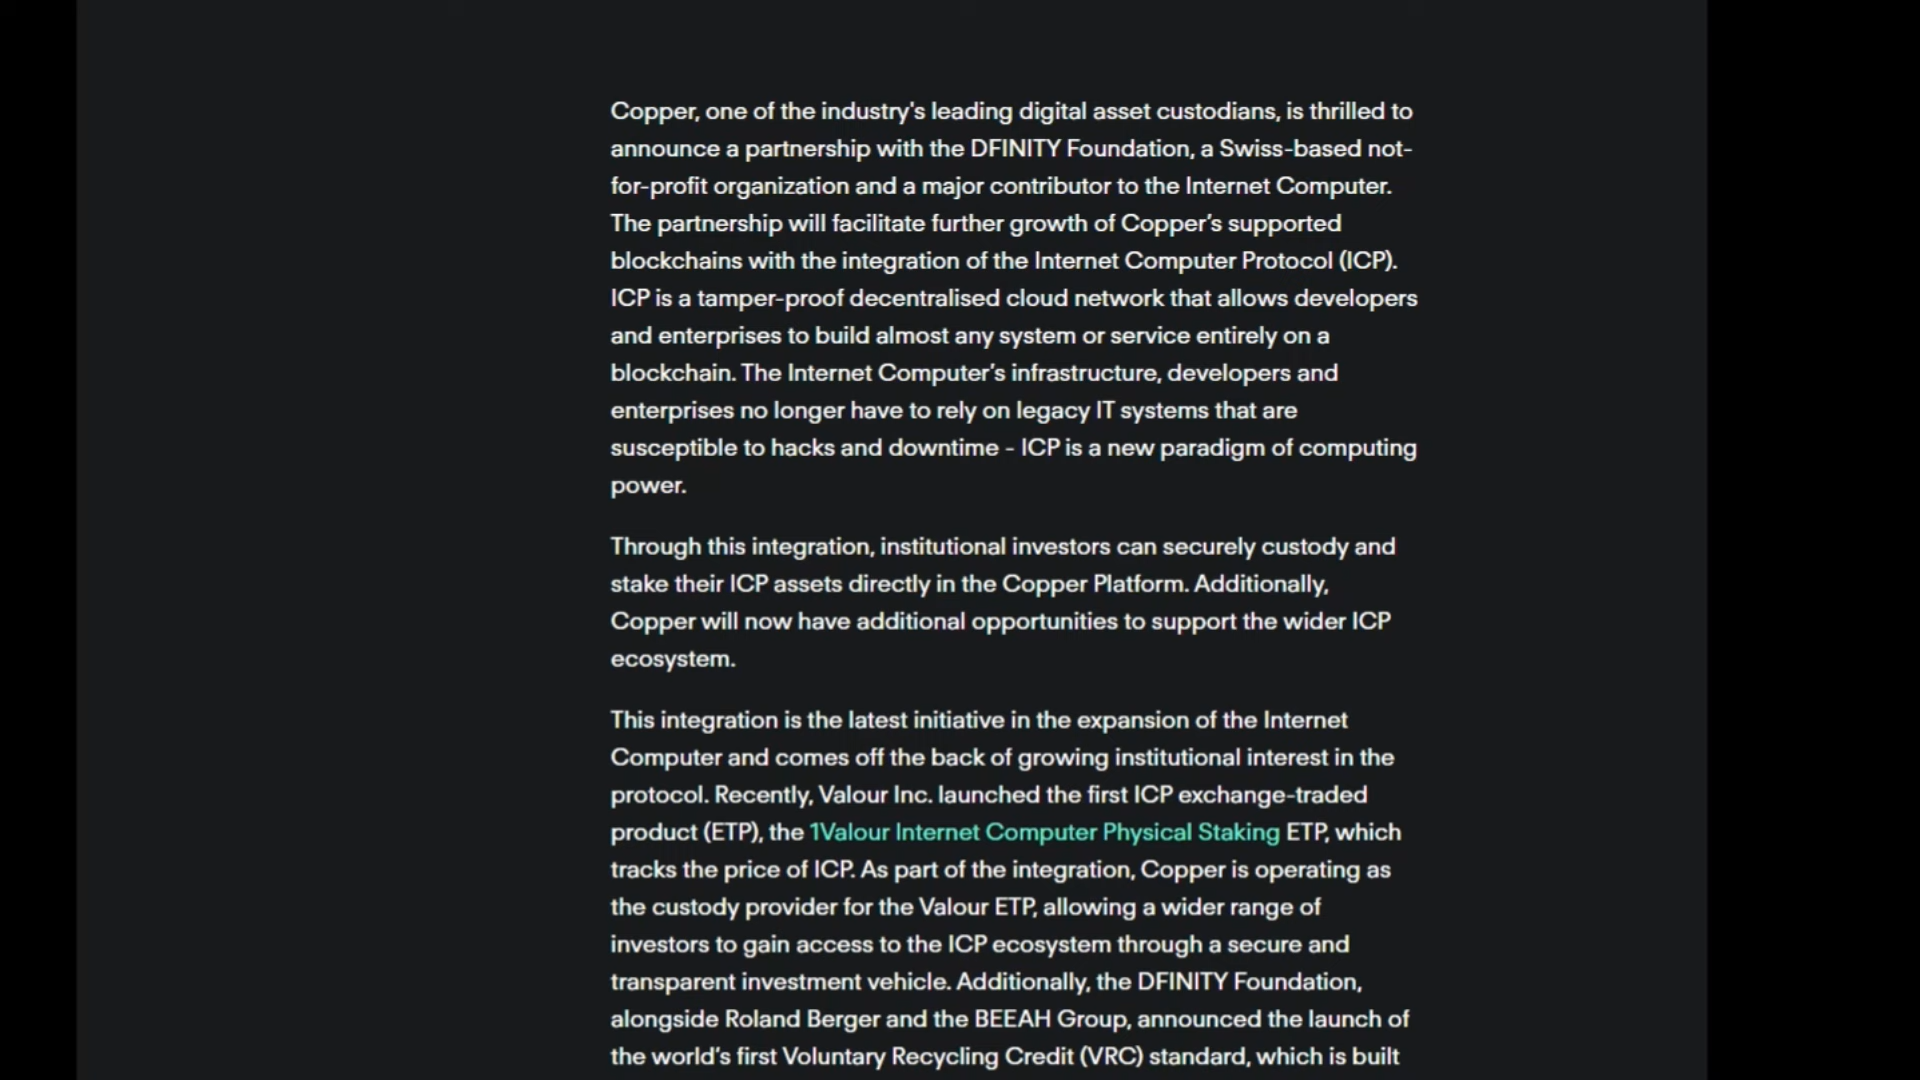 Copper, one of the industry's leading digital asset custodians, is thrilled to
announce a partnership with the DFINITY Foundation, a Swiss-based not-
for-profit organization and a major contributor to the Internet Computer.
The partnership will facilitate further growth of Copper’s supported
blockchains with the integration of the Internet Computer Protocol (ICP).
ICP is a tamper-proof decentralised cloud network that allows developers
and enterprises to build almost any system or service entirely on a
blockchain. The Internet Computer’s infrastructure, developers and
enterprises no longer have to rely on legacy IT systems that are
susceptible to hacks and downtime - ICP is a new paradigm of computing
power.
Through this integration, institutional investors can securely custody and
stake their ICP assets directly in the Copper Platform. Additionally,
Copper will now have additional opportunities to support the wider ICP
ecosystem.
This integration is the latest initiative in the expansion of the Internet
Computer and comes off the back of growing institutional interest in the
protocol. Recently, Valour Inc. launched the first ICP exchange-traded
product (ETP), the 1Valour Internet Computer Physical Staking ETP, which
tracks the price of ICP. As part of the integration, Copper is operating as
the custody provider for the Valour ETP, allowing a wider range of
investors to gain access to the ICP ecosystem through a secure and
transparent investment vehicle. Additionally, the DFINITY Foundation,
alongside Roland Berger and the BEEAH Group, announced the launch of
the world’s first Voluntary Recycling Credit (VRC) standard, which is built